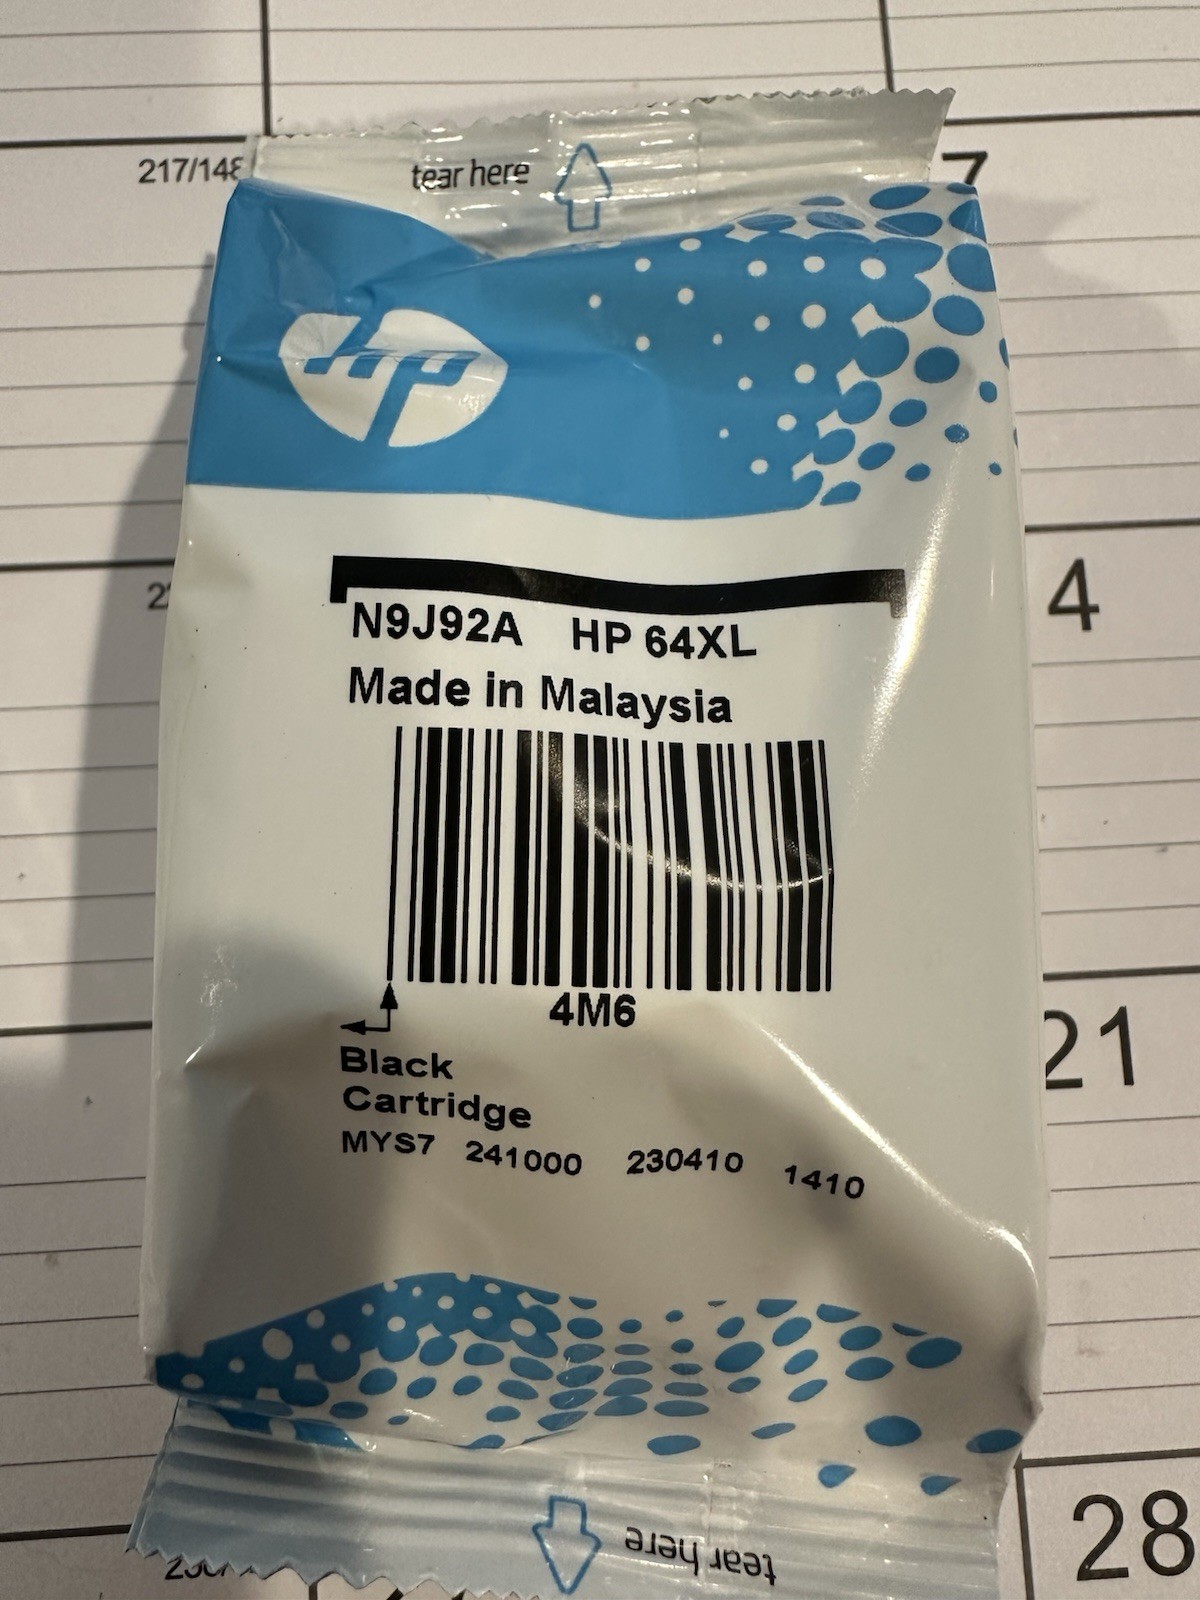 217/148
tear here
7
hp
N9J92A HP 64XL
4
Made in Malaysia
4M6
21
Black
Cartridge
MYS7 241000 230410 1410
28
tear here